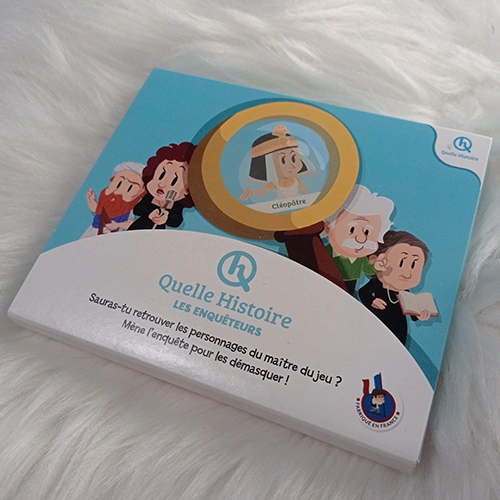 Quelle Histoire
Cléopâtre
Quelle Histoire
LES ENQUÊTEURS
Sauras-tu retrouver les personnages du maître du jeu ?
Mène l'enquête pour les démasquer !
FABRIQUÉ EN FRANCE